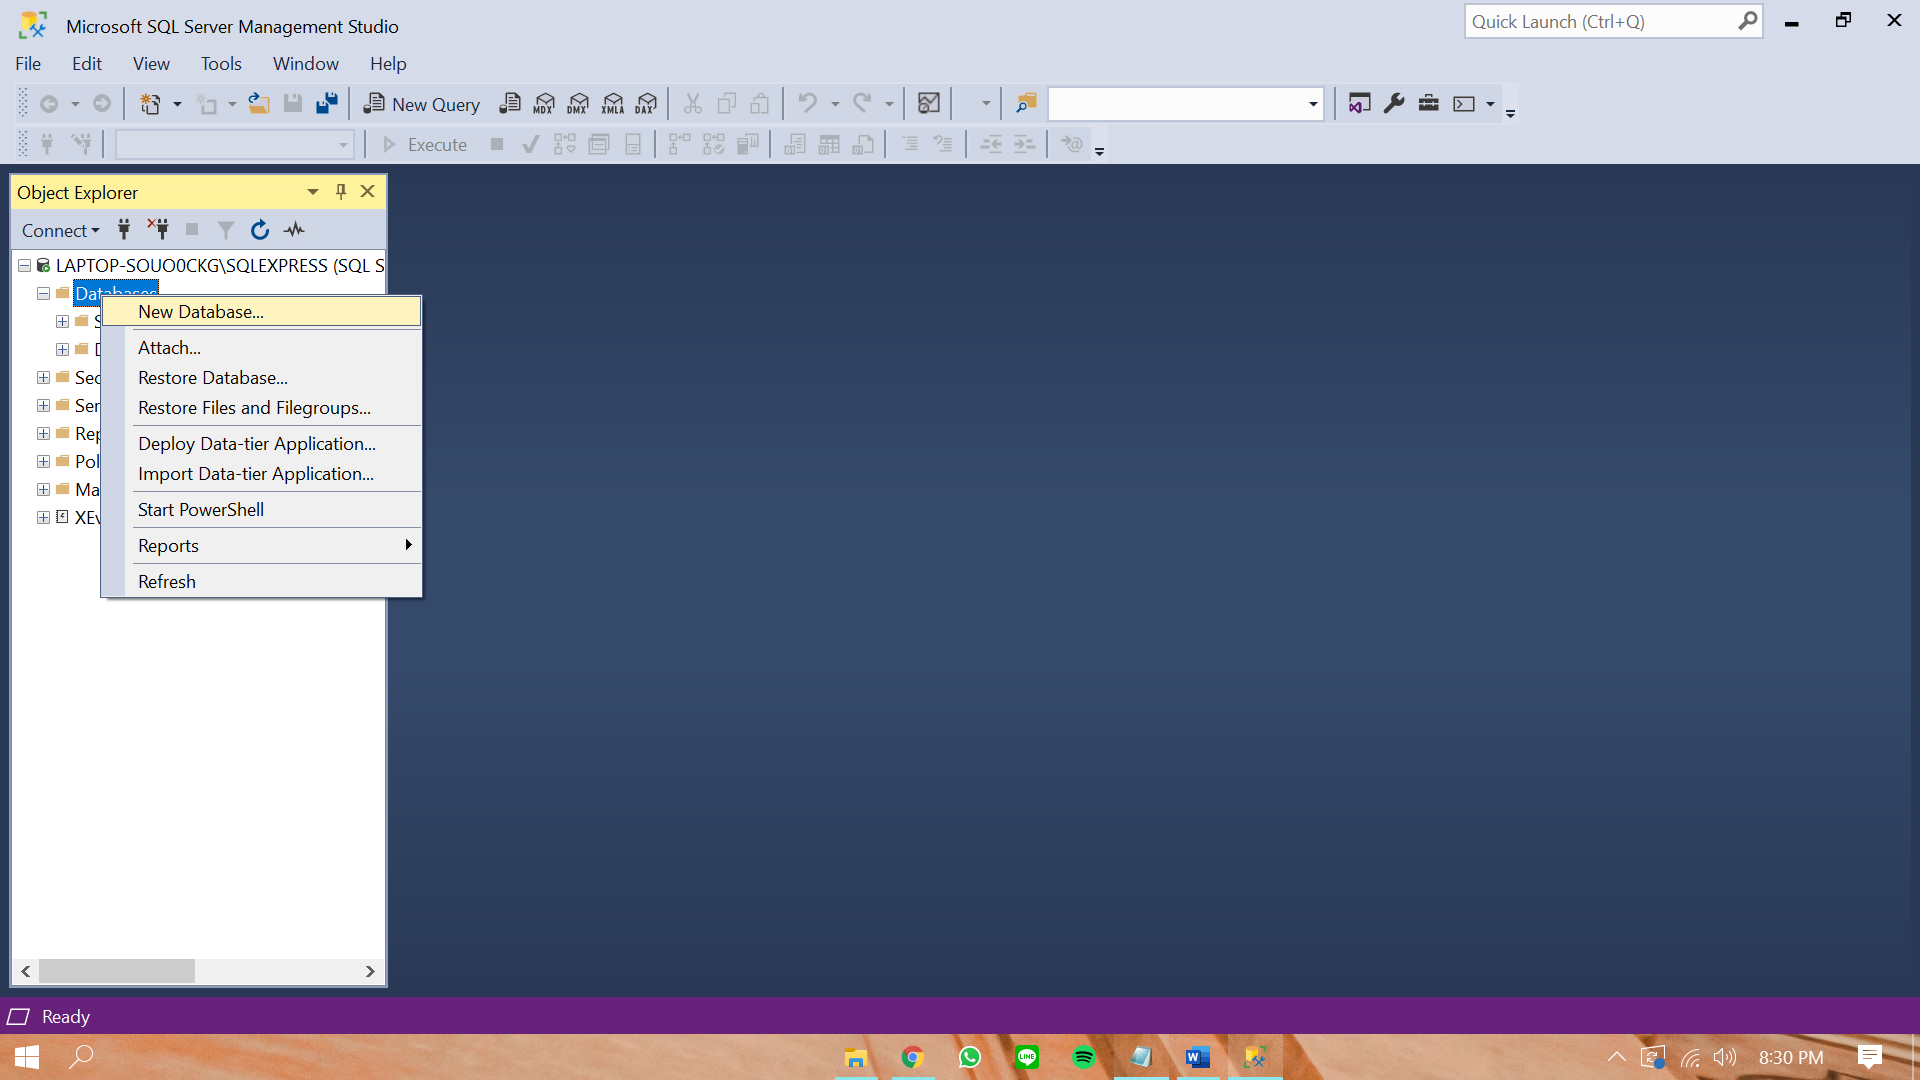 Microsoft SQL Server Management Studio
Quick Launch (Ctrl+Q)
File Edit View Tools Window Help
New Query MDX DMX XMLA DAX
Execute
Object Explorer
Connect
LAPTOP-SOUO0CKG\SQLEXPRESS (SQL S
Databases
New Database...
S
Attach...
Sec
Restore Database...
Ser
Restore Files and Filegroups...
Rep
Deploy Data-tier Application...
Pol
Import Data-tier Application...
Ma
Start PowerShell
XEv
Reports
Refresh
Ready
LINE
8:30 PM